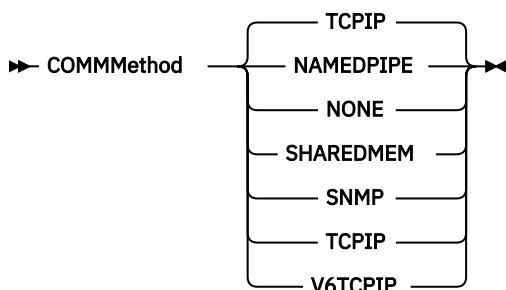 TCPIP
COMMMethod NAMEDPIPE
NONE
SHAREDMEM
SNMP
TCPIP
V6TCPIP